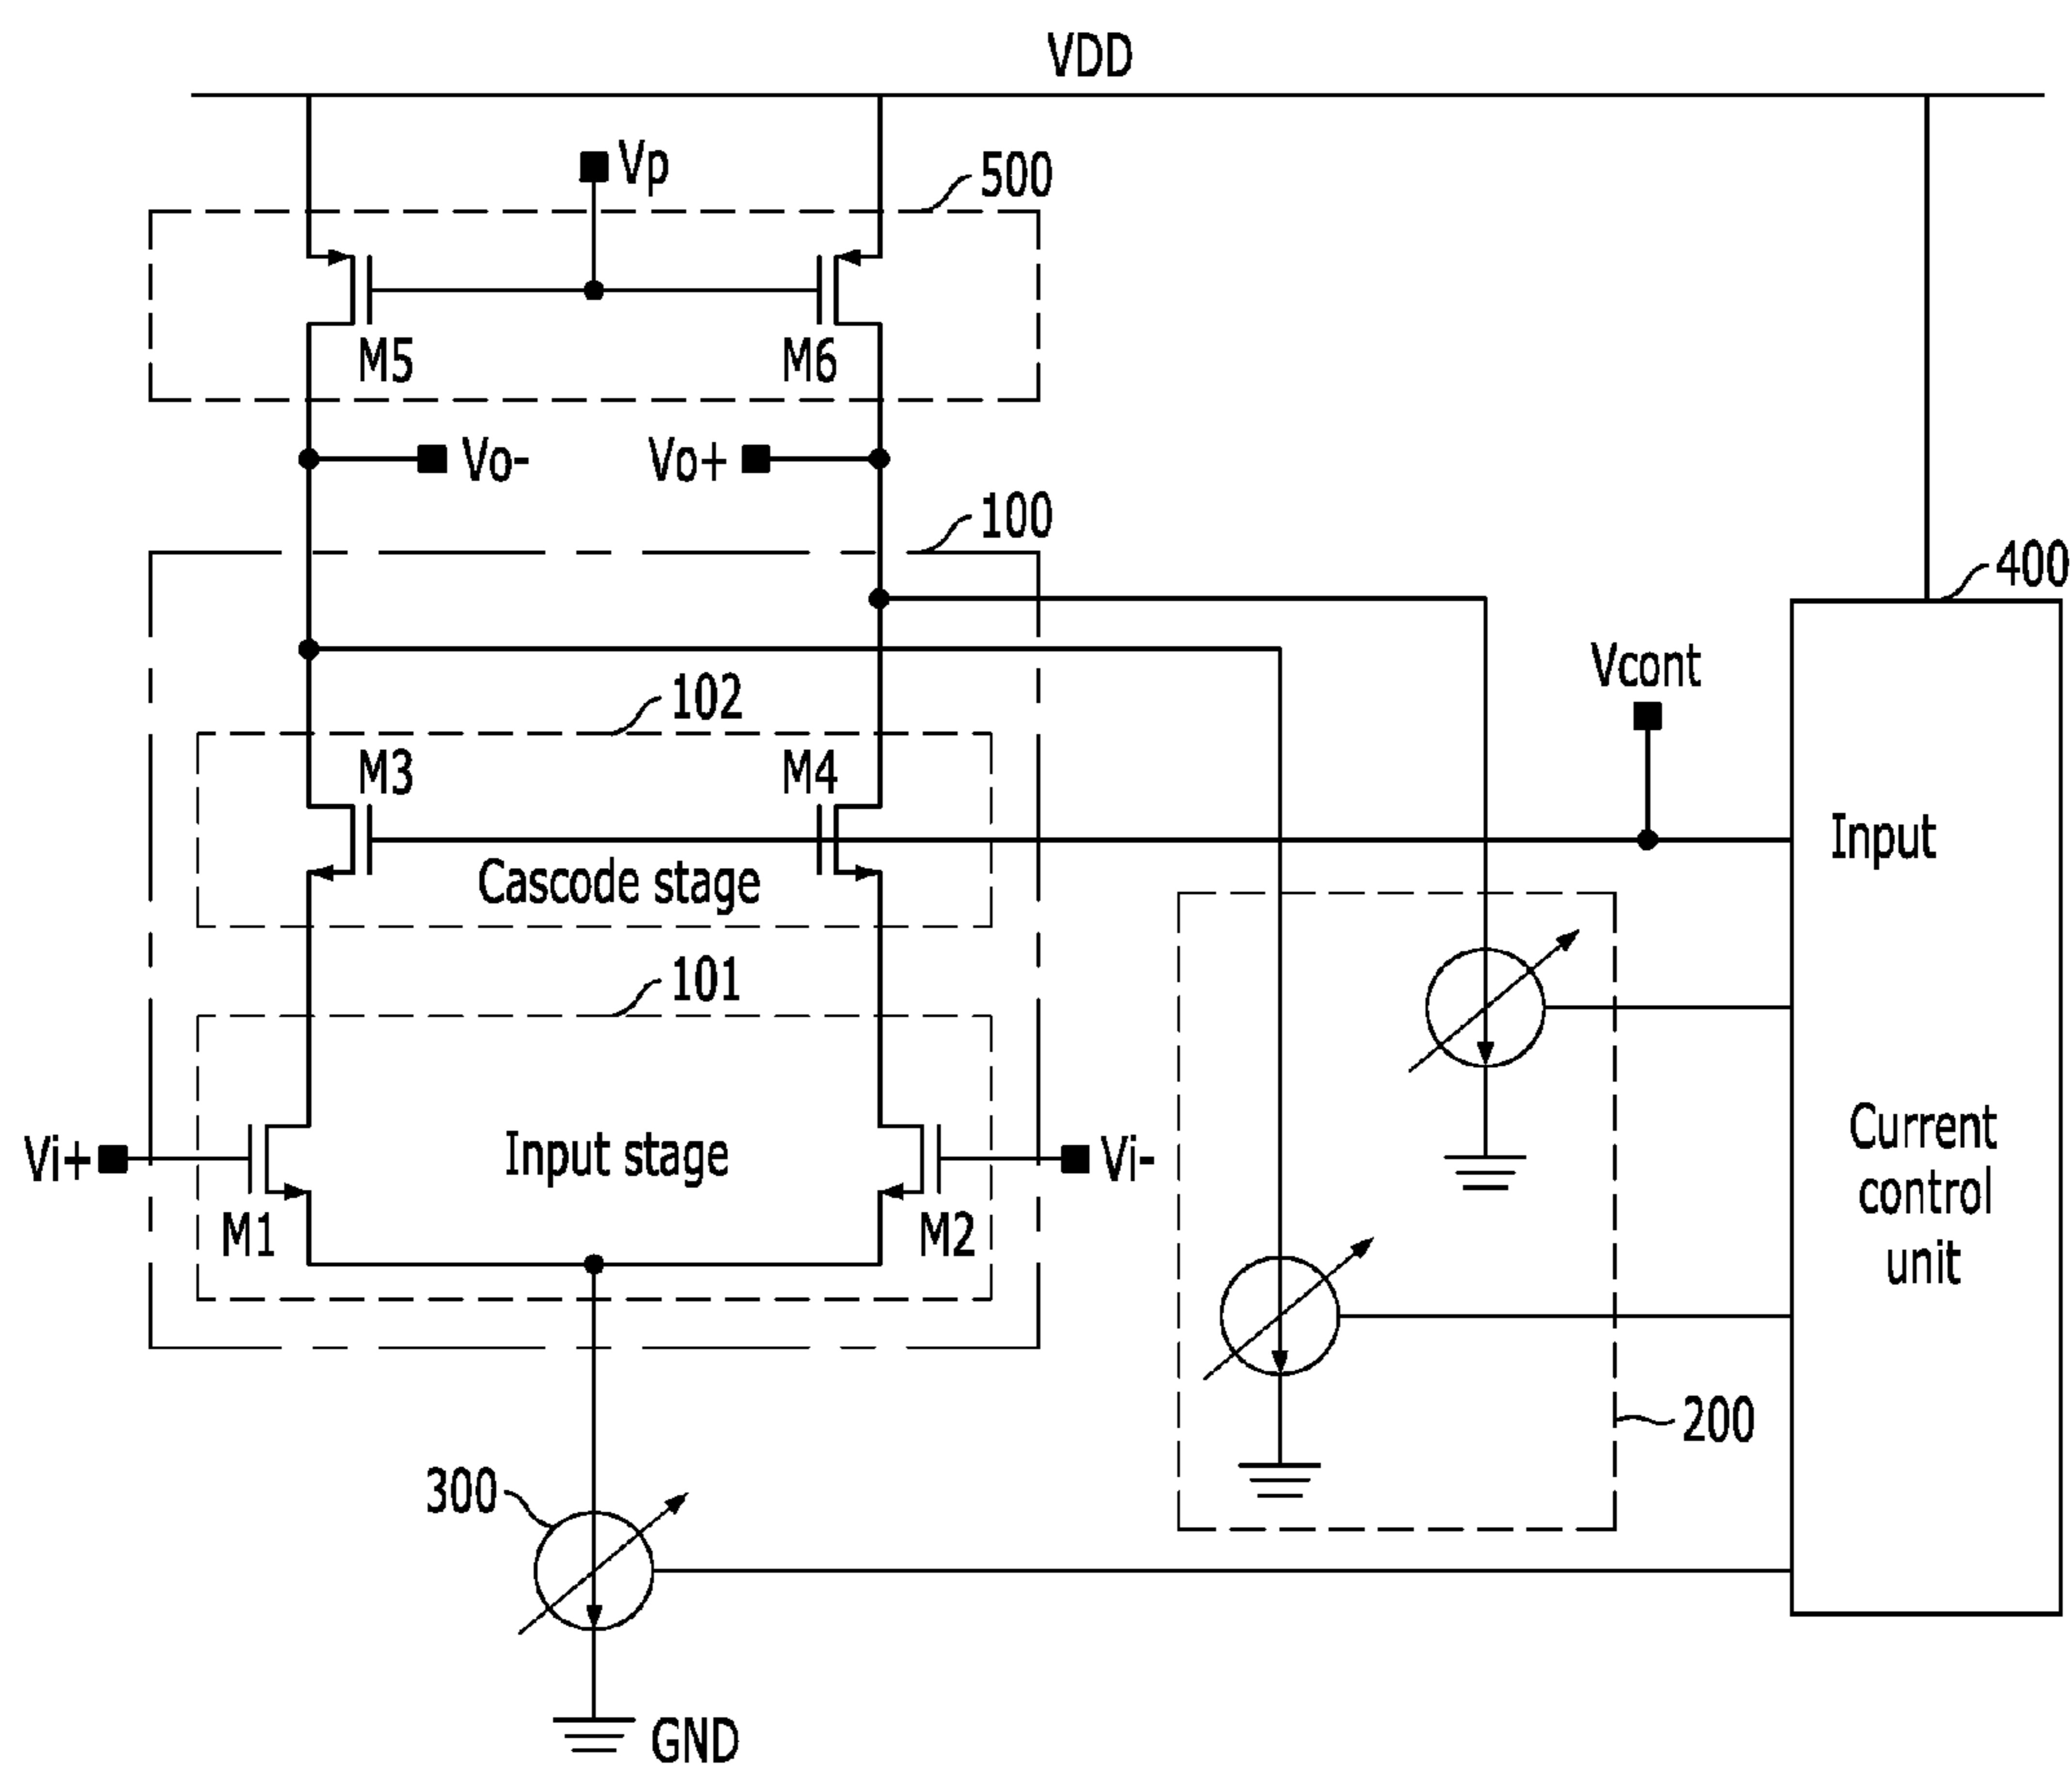 VDD
Vp
500
M5
M6
Vo-
Vo+
100
400
Vcont
102
M3
M4
Input
Cascode stage
101
Vi+
Input stage
Vi-
M1
M2
Current
control
unit
200
300
GND